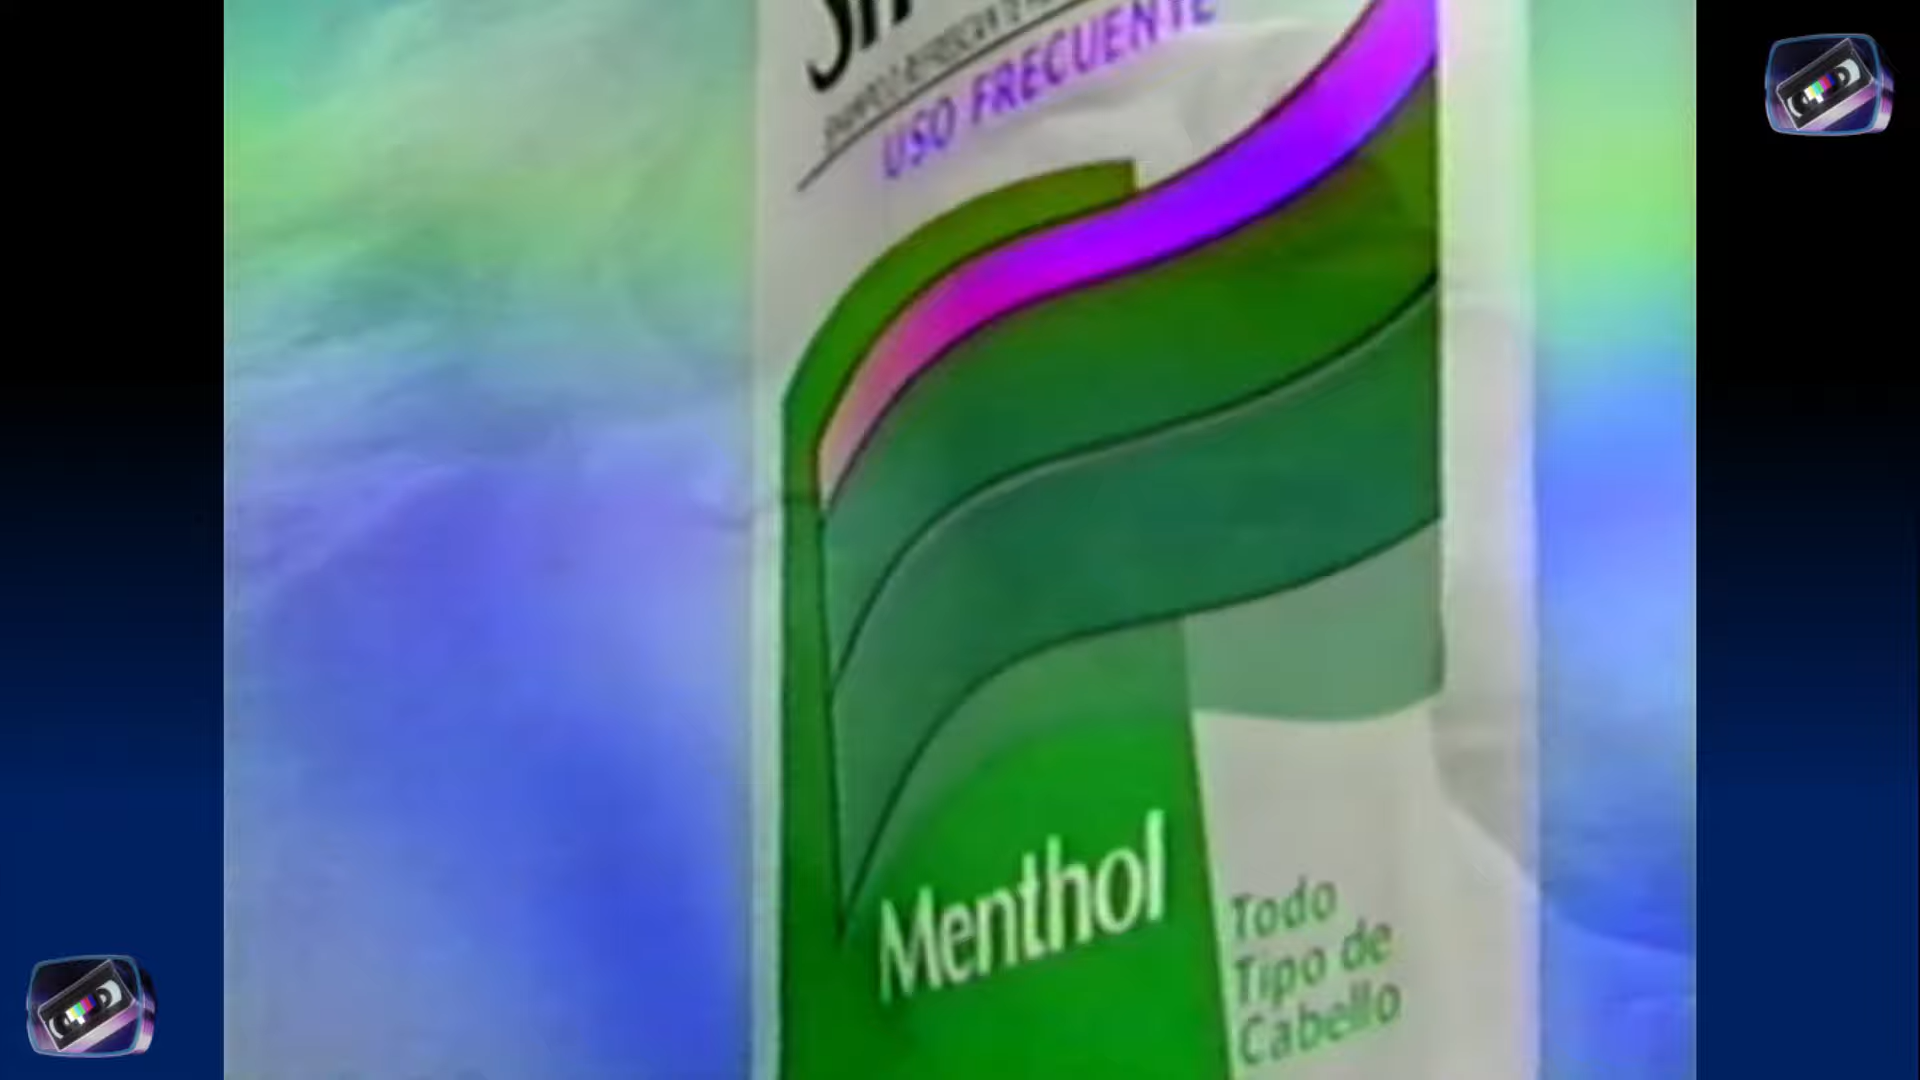 USO FRECUENTE
Menthol
Todo
Tipo de
Cabello